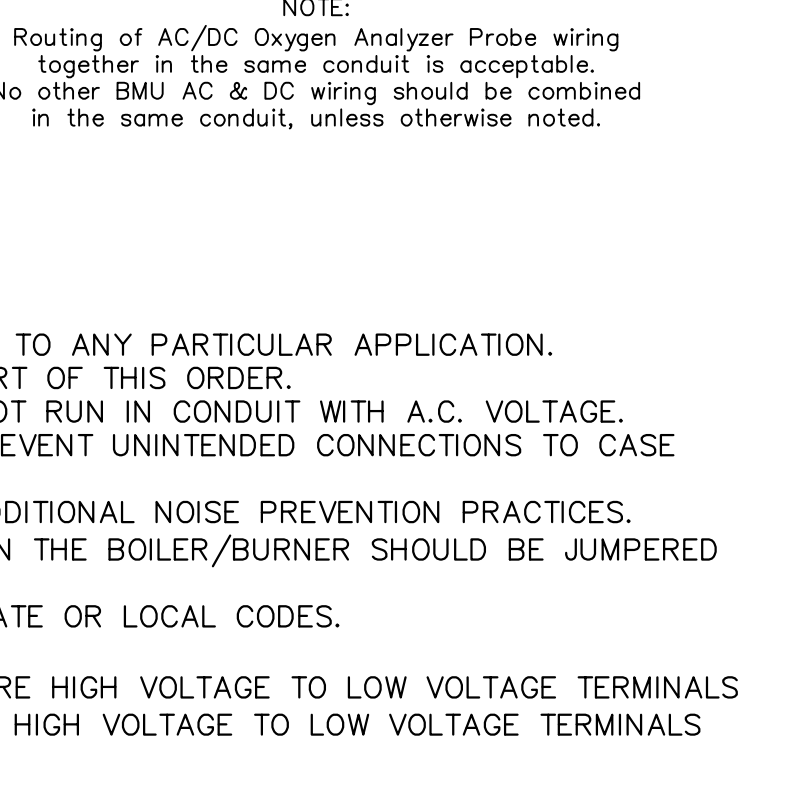 NOTE:
Routing of AC/DC Oxygen Analyzer Probe wiring
together in the same conduit is acceptable.
No other BMU AC & DC wiring should be combined
in the same conduit, unless otherwise noted.
TO ANY PARTICULAR APPLICATION.
RT OF THIS ORDER.
OT RUN IN CONDUIT WITH A.C. VOLTAGE.
EVENT UNINTENDED CONNECTIONS TO CASE
DDITIONAL NOISE PREVENTION PRACTICES.
N THE BOILER/BURNER SHOULD BE JUMPERED
ATE OR LOCAL CODES.
RE HIGH VOLTAGE TO LOW VOLTAGE TERMINALS
HIGH VOLTAGE TO LOW VOLTAGE TERMINALS